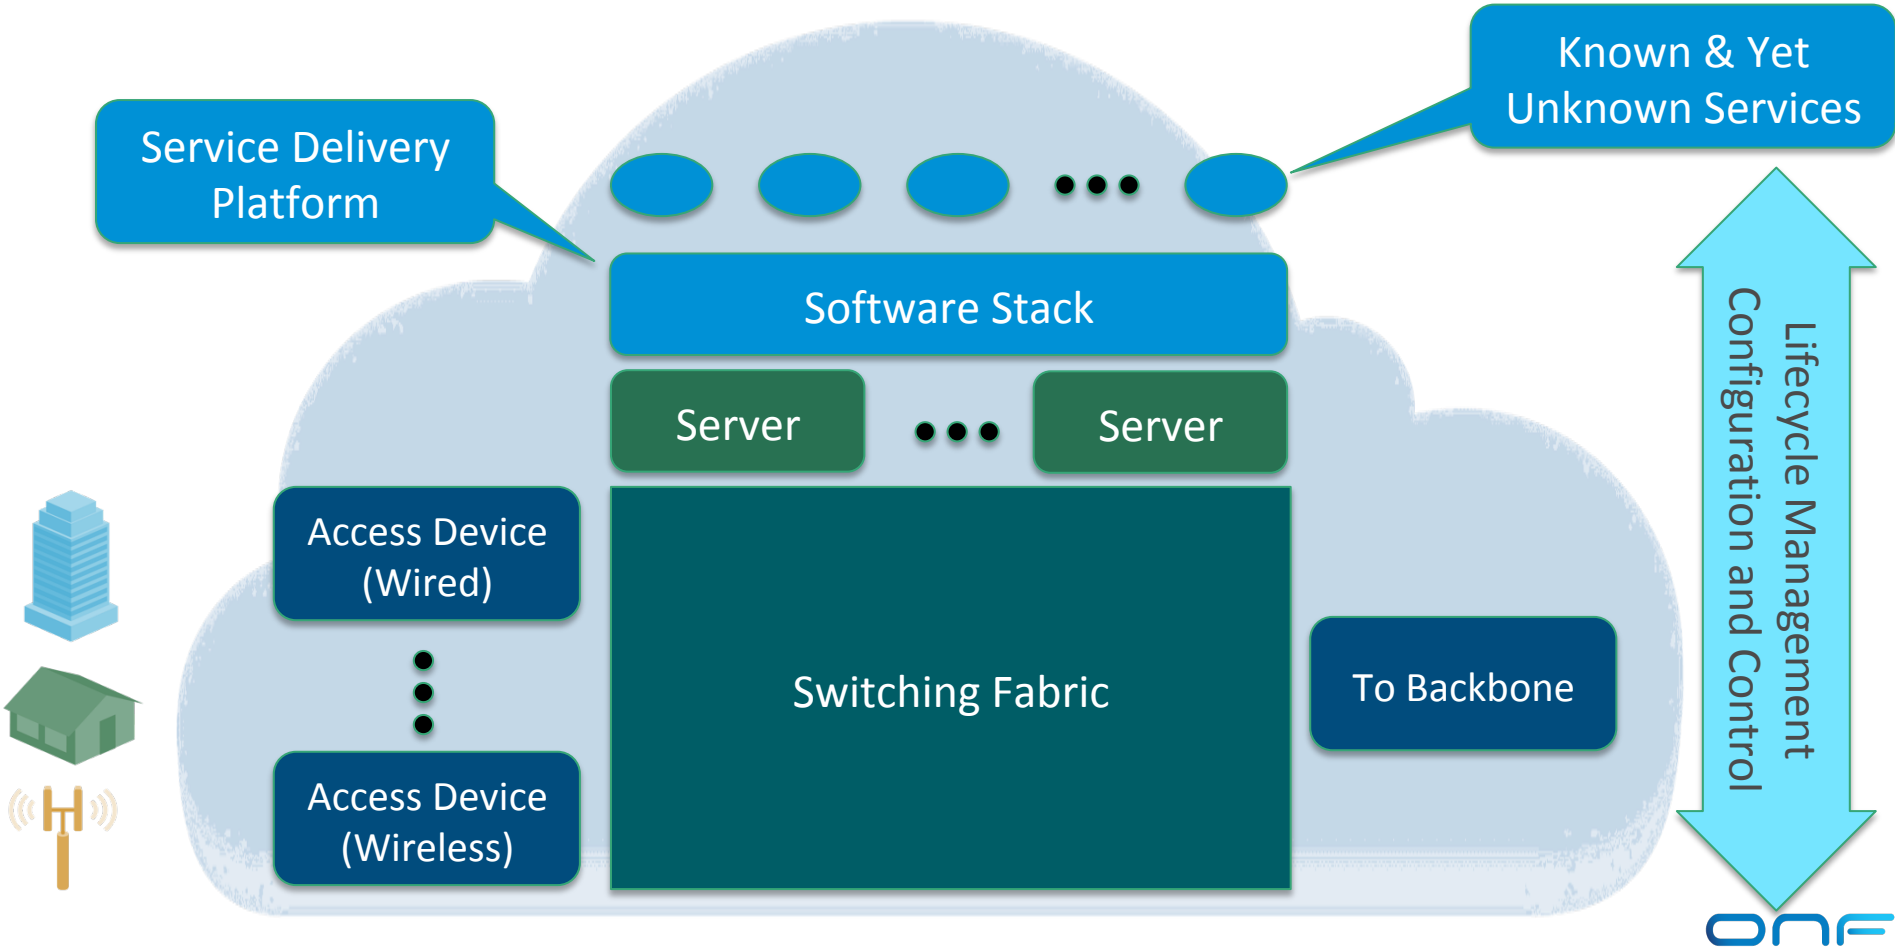 Known & Yet
Unknown Services
Service Delivery
Platform
Software Stack
Server
Server
Access Device
(Wired)
Switching Fabric
To Backbone
Access Device
(Wireless)
Lifecycle Management
Configuration and Control
ONF